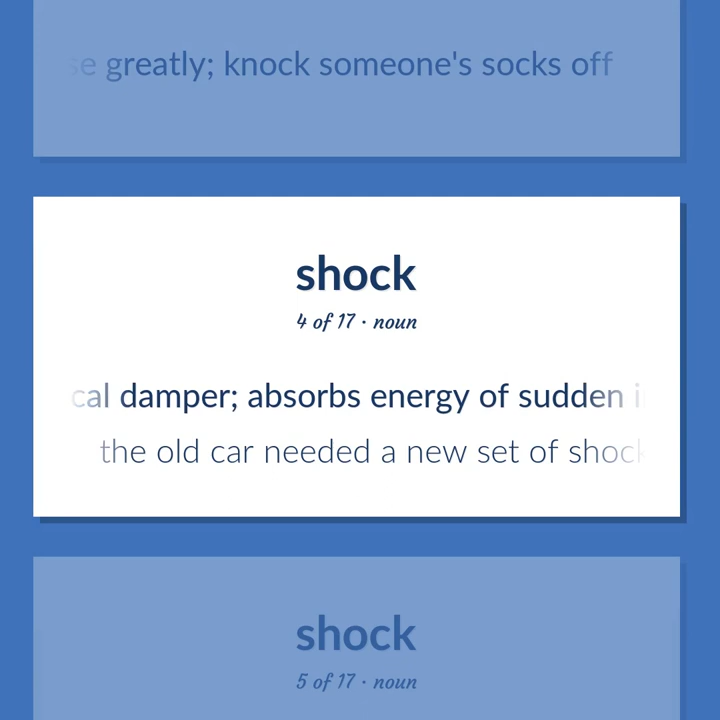 greatly; knock someone's socks off
shock
4 of 17 · noun
damper; absorbs energy of sudden
the old car needed a new set of
shock
5 of 17 · noun